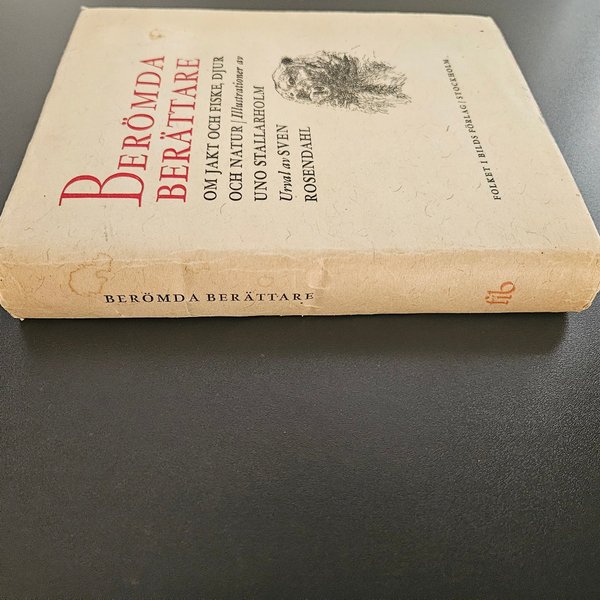 BERÖMDA
BERÄTTARE
OM JAKT OCH FISKE, DJUR
OCH NATUR / Illustrationer av
UNO STALLARHOLM
Urval av SVEN
ROSENDAHL
FOLKET I BILDS FÖRLAG / STOCKHOLM
BERÖMDA BERÄTTARE
fib